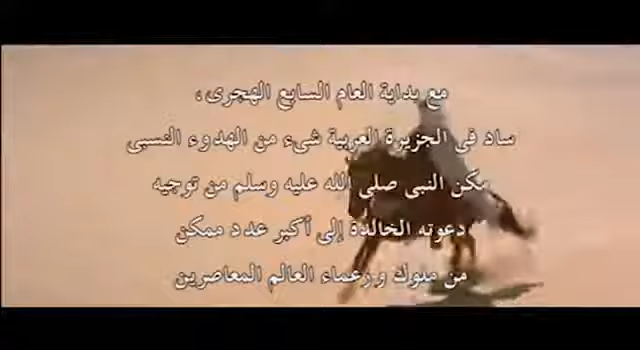 مع بداية العام السابع الهجرى ،
ساد فى الجزيرة العربية شىء من الهدوء النسبى
مكن النبى صلى الله عليه وسلم من توجيه
دعوته الخالدة إلى أكبر عدد ممكن
من ملوك وزعماء العالم المعاصرين